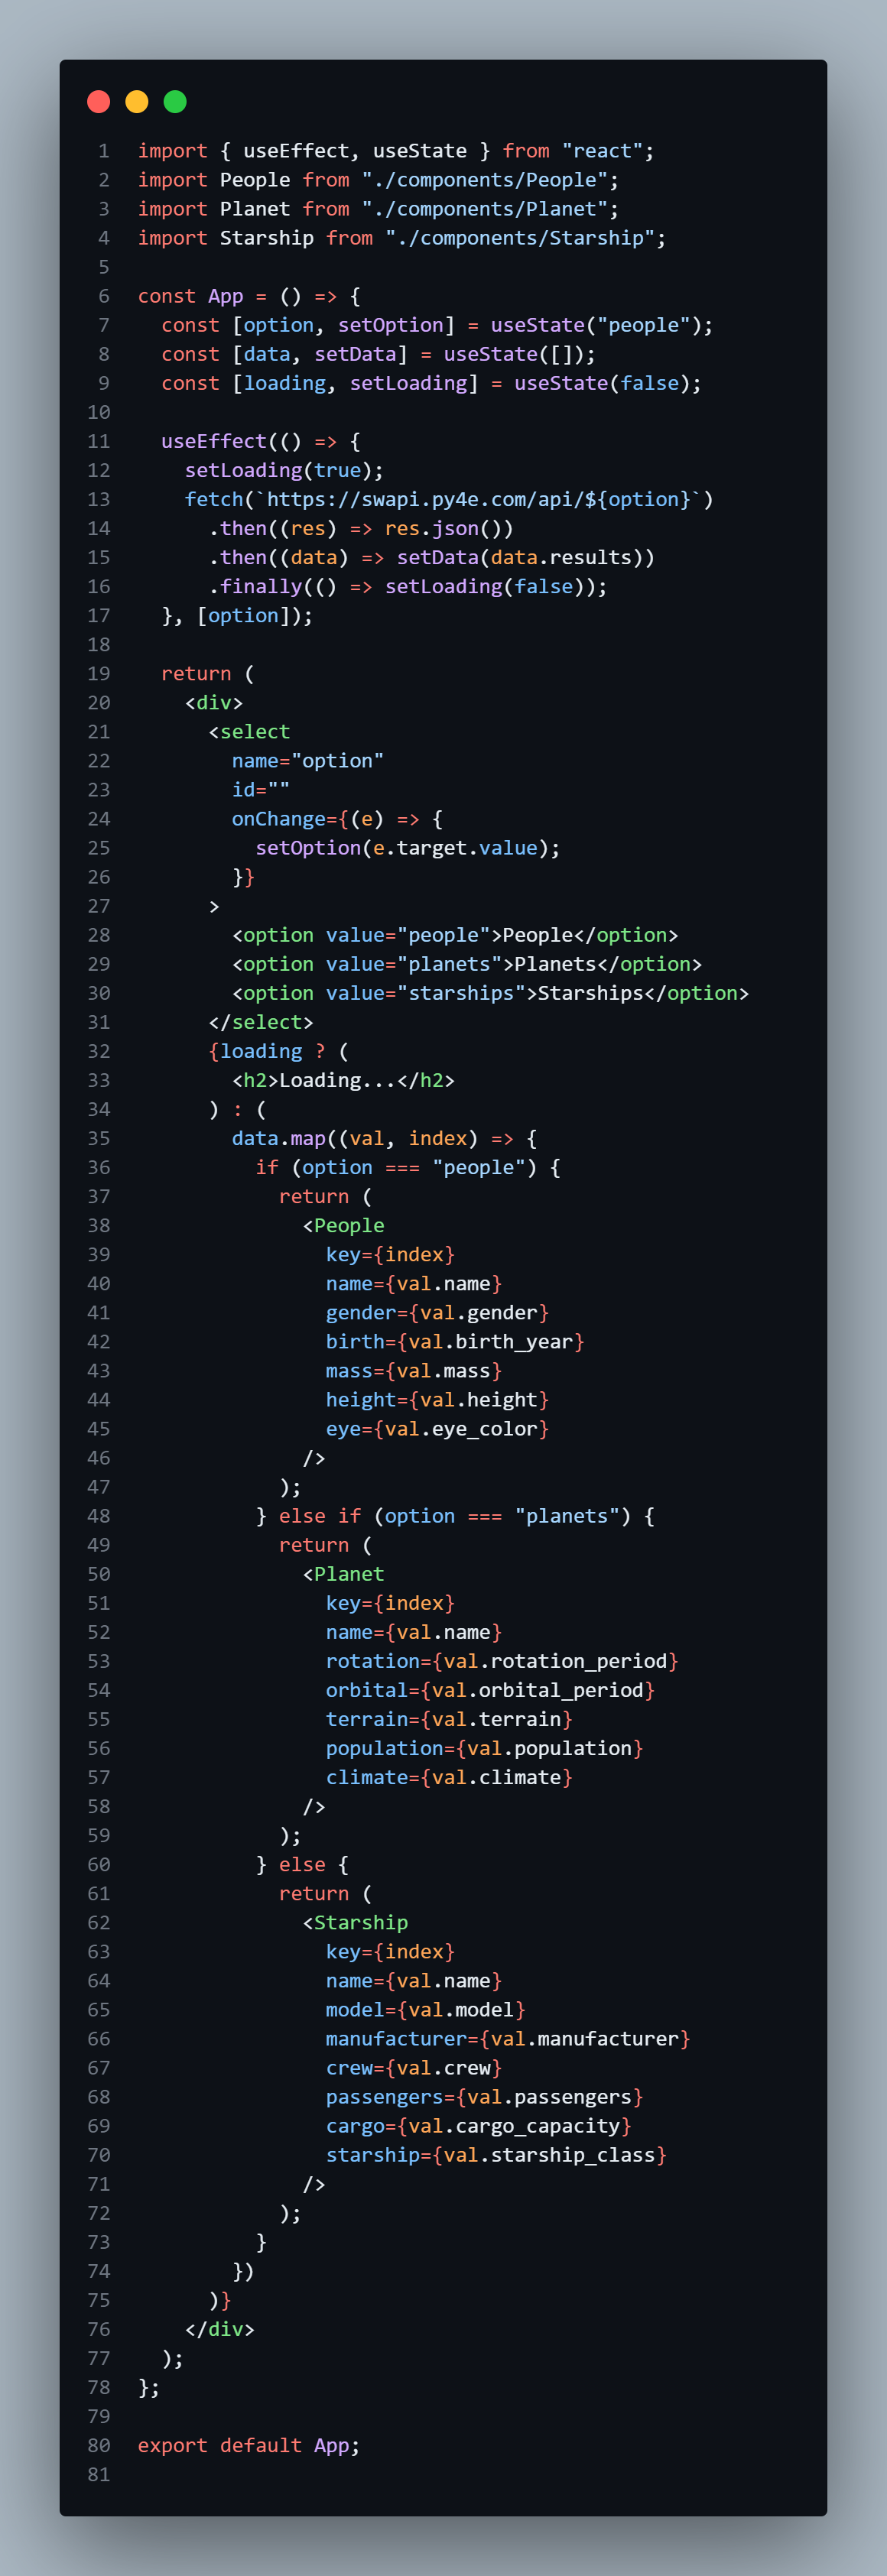 1 import { useEffect, useState } from "react";
2 import People from "./components/People";
3 import Planet from "./components/Planet";
4 import Starship from "./components/Starship";
5
6 const App = () => {
7   const [option, setOption] = useState("people");
8   const [data, setData] = useState([]);
9   const [loading, setLoading] = useState(false);
10
11   useEffect(() => {
12     setLoading(true);
13     fetch(`https://swapi.py4e.com/api/${option}`)
14       .then((res) => res.json())
15       .then((data) => setData(data.results))
16       .finally(() => setLoading(false));
17   }, [option]);
18
19   return (
20     <div>
21       <select
22         name="option"
23         id=""
24         onChange={(e) => {
25           setOption(e.target.value);
26         }}
27       >
28         <option value="people">People</option>
29         <option value="planets">Planets</option>
30         <option value="starships">Starships</option>
31       </select>
32       {loading ? (
33         <h2>Loading...</h2>
34       ) : (
35         data.map((val, index) => {
36           if (option === "people") {
37             return (
38               <People
39                 key={index}
40                 name={val.name}
41                 gender={val.gender}
42                 birth={val.birth_year}
43                 mass={val.mass}
44                 height={val.height}
45                 eye={val.eye_color}
46               />
47             );
48           } else if (option === "planets") {
49             return (
50               <Planet
51                 key={index}
52                 name={val.name}
53                 rotation={val.rotation_period}
54                 orbital={val.orbital_period}
55                 terrain={val.terrain}
56                 population={val.population}
57                 climate={val.climate}
58               />
59             );
60           } else {
61             return (
62               <Starship
63                 key={index}
64                 name={val.name}
65                 model={val.model}
66                 manufacturer={val.manufacturer}
67                 crew={val.crew}
68                 passengers={val.passengers}
69                 cargo={val.cargo_capacity}
70                 starship={val.starship_class}
71               />
72             );
73           }
74         })
75       )}
76     </div>
77   );
78 };
79
80 export default App;
81